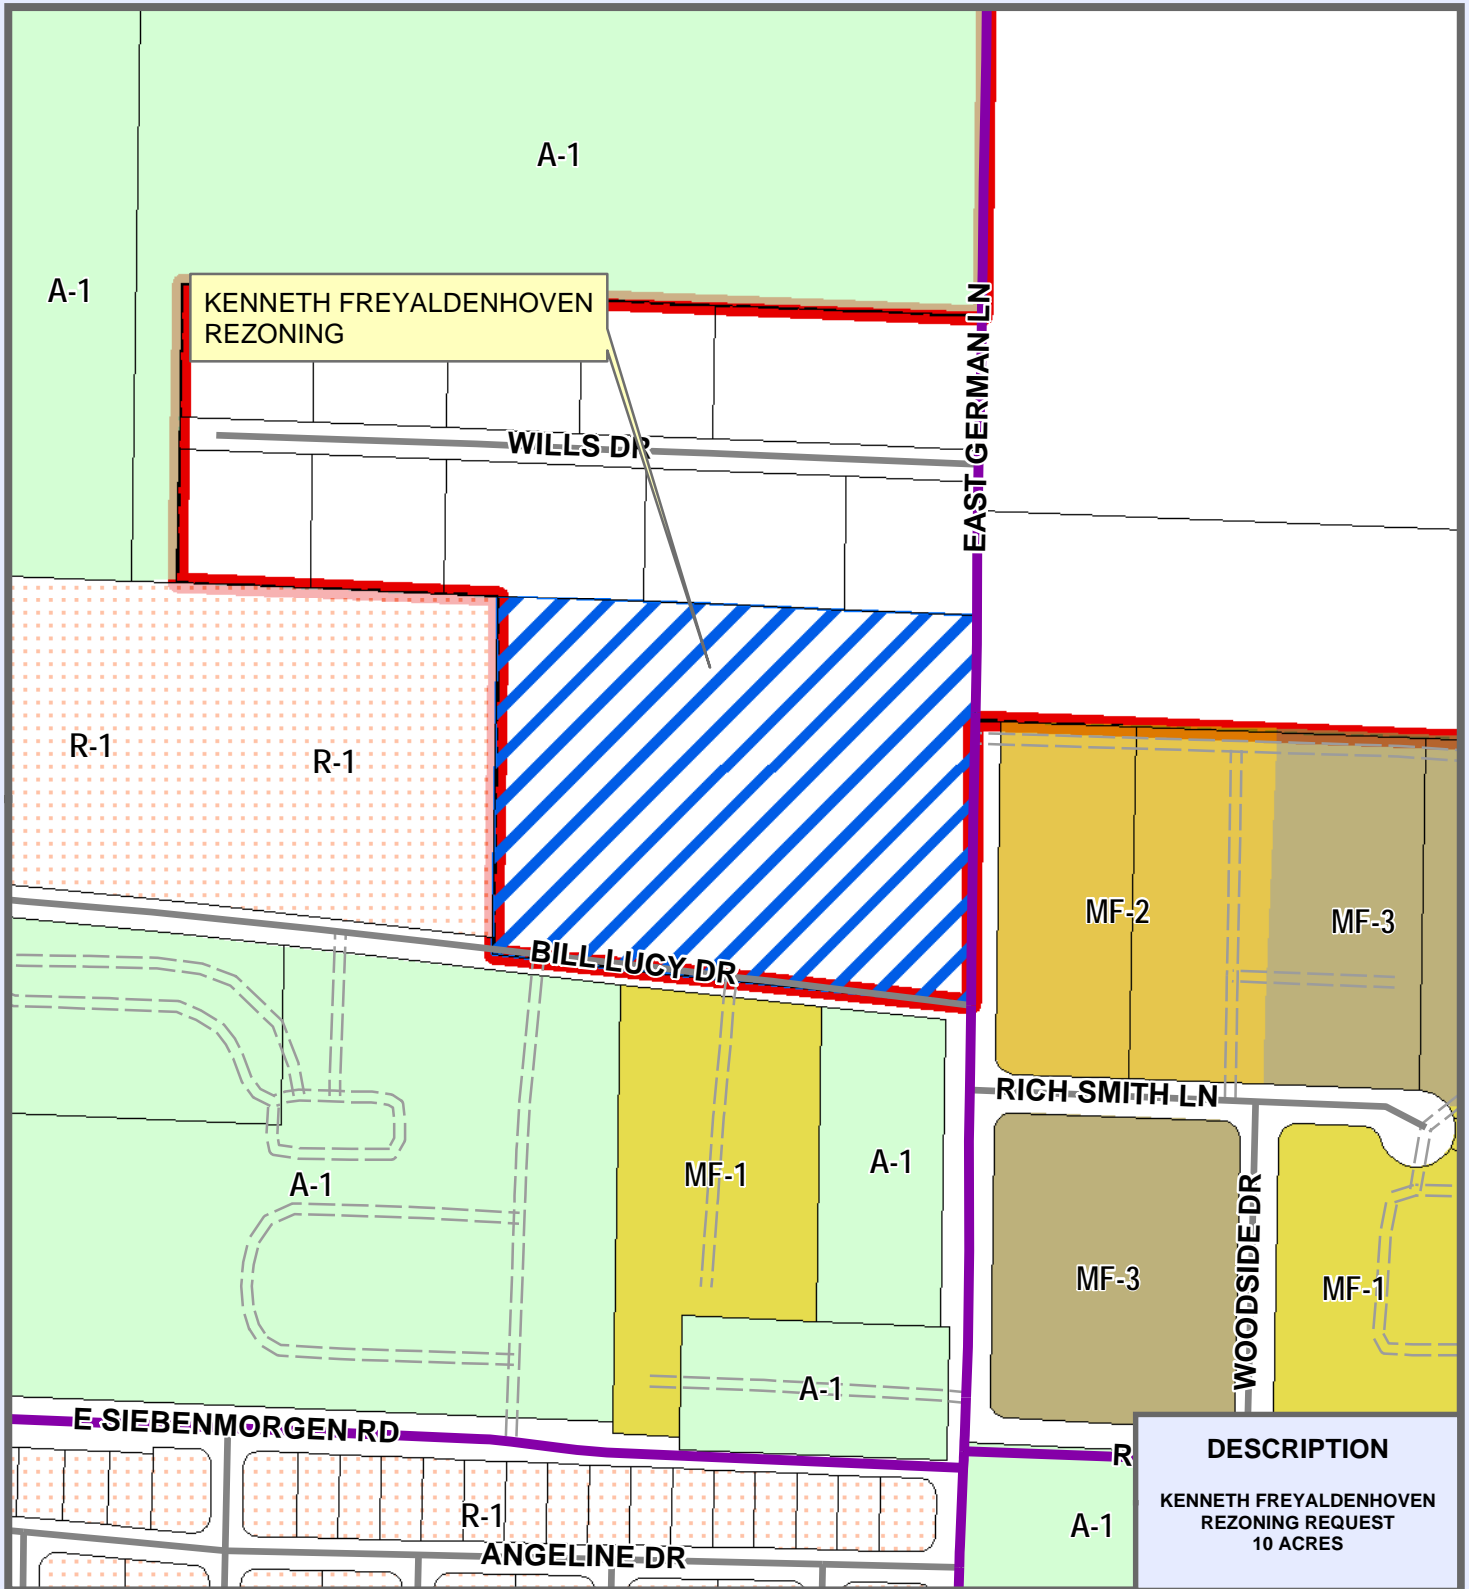 A-1
A-1
KENNETH FREYALDENHOVEN
REZONING
EAST GERMAN LN
WILLS DR
R-1
R-1
MF-2
MF-3
BILL LUCY DR
RICH SMITH LN
MF-1
A-1
A-1
WOODSIDE DR
MF-3
MF-1
A-1
E SIEBENMORGEN RD
R
R-1
A-1
ANGELINE DR
DESCRIPTION
KENNETH FREYALDENHOVEN
REZONING REQUEST
10 ACRES